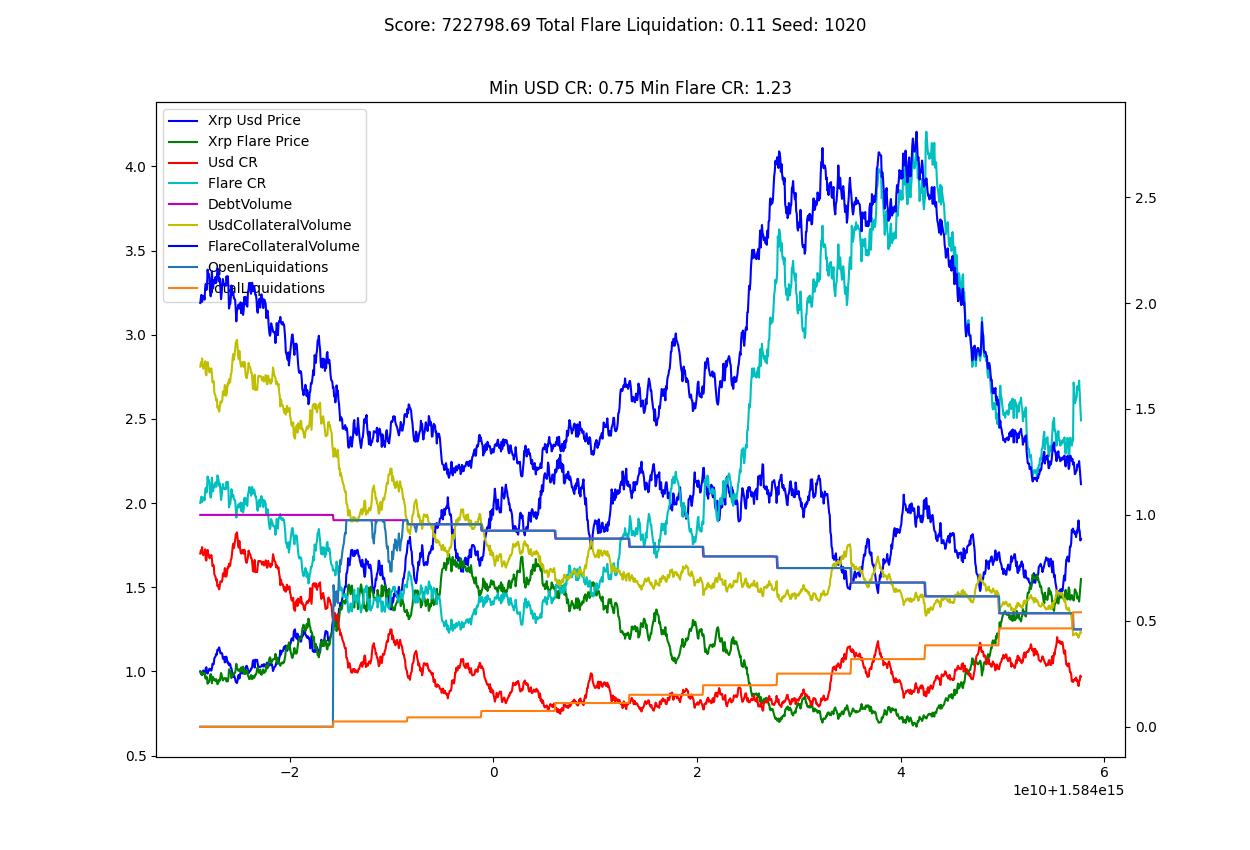 Score: 722798.69 Total Flare Liquidation: 0.11 Seed: 1020
Min USD CR: 0.75 Min Flare CR: 1.23
Xrp Usd Price
Xrp Flare Price
Usd CR
Flare CR
DebtVolume
UsdCollateralVolume
FlareCollateralVolume
OpenLiquidations
TotalLiquidations
4.0
3.5
3.0
2.5
2.0
1.5
1.0
0.5
2.5
2.0
1.5
1.0
0.5
0.0
−2 0 2 4 6
1e10+1.584e15